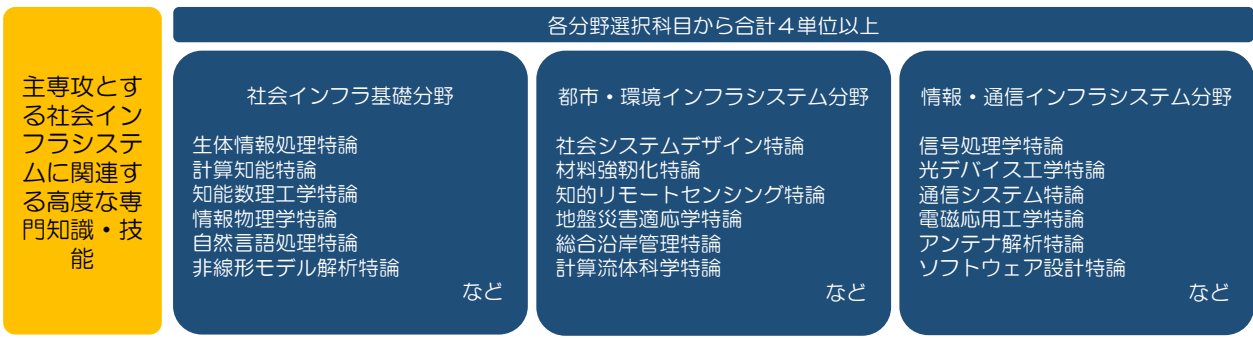 主専攻とす
る社会イン
フラシステ
ムに関連す
る高度な専
門知識・技
能
各分野選択科目から合計４単位以上
社会インフラ基礎分野
生体情報処理特論
計算知能特論
知能数理工学特論
情報物理学特論
自然言語処理特論
非線形モデル解析特論
など
都市・環境インフラシステム分野
社会システムデザイン特論
材料強靭化特論
知的リモートセンシング特論
地盤災害適応学特論
総合沿岸管理特論
計算流体科学特論
など
情報・通信インフラシステム分野
信号処理学特論
光デバイス工学特論
通信システム特論
電磁応用工学特論
アンテナ解析特論
ソフトウェア設計特論
など